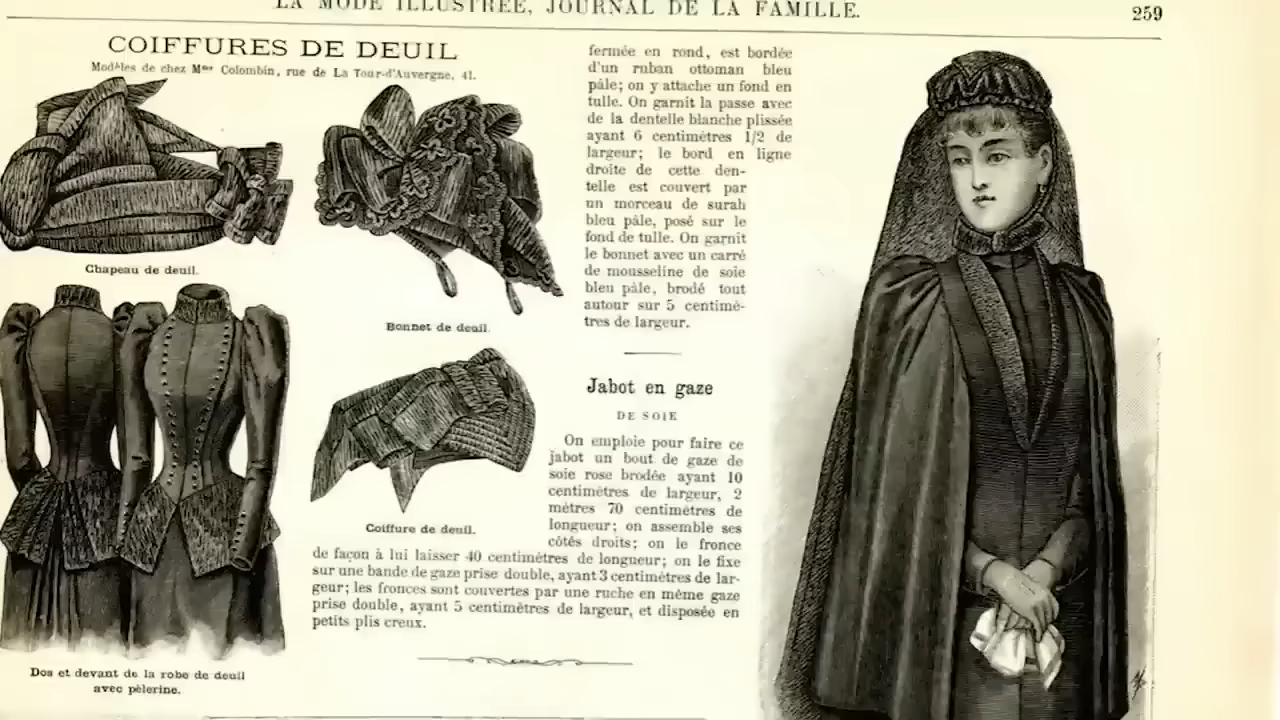 LA MODE ILLUSTRÉE, JOURNAL DE LA FAMILLE.
259
COIFFURES DE DEUIL
Modèles de chez Mme Colombin, rue de La Tour-d'Auvergne, 41.
Chapeau de deuil.
Bonnet de deuil.
Coiffure de deuil.
Dos et devant de la robe de deuil
avec pèlerine.
fermée en rond, est bordée
d'un ruban ottoman bleu
pâle; on y attache un fond en
tulle. On garnit la passe avec
de la dentelle blanche plissée
ayant 6 centimètres 1/2 de
largeur; le bord en ligne
droite de cette den-
telle est couvert par
un morceau de surah
bleu pâle, posé sur le
fond de tulle. On garnit
le bonnet avec un carré
de mousseline de soie
bleu pâle, brodé tout
autour sur 5 centimè-
tres de largeur.
Jabot en gaze
DE SOIE
On emploie pour faire ce
jabot un bout de gaze de
soie rose brodée ayant 10
centimètres de largeur, 2
mètres 70 centimètres de
longueur; on assemble ses
côtés droits; on le fronce
de façon à lui laisser 40 centimètres de longueur; on le fixe
sur une bande de gaze prise double, ayant 3 centimètres de lar-
geur; les fronces sont couvertes par une ruche en même gaze
prise double, ayant 5 centimètres de largeur, et disposée en
petits plis creux.